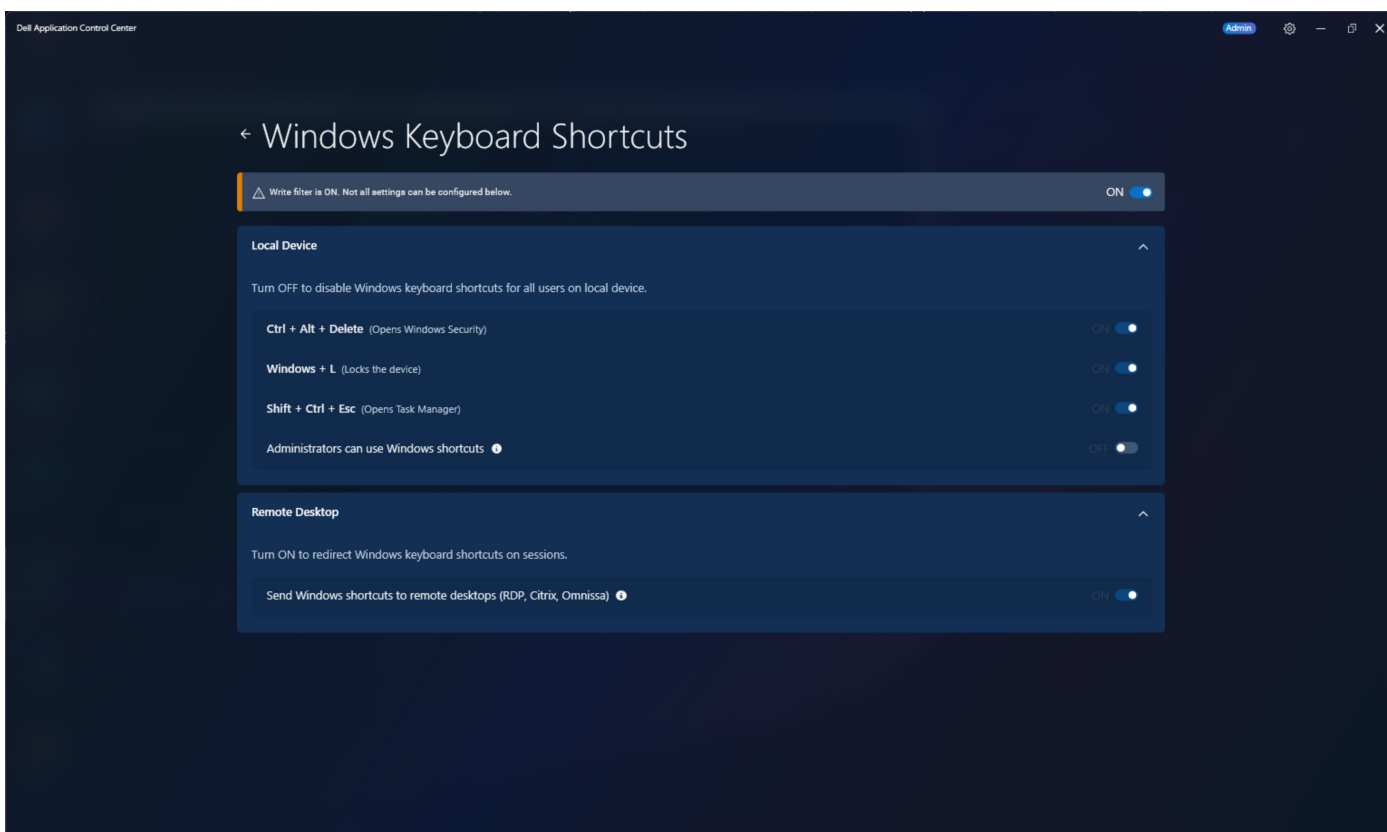 Dell Application Control Center
Admin
Windows Keyboard Shortcuts
Write filter is ON. Not all settings can be configured below.
ON
Local Device
Turn OFF to disable Windows keyboard shortcuts for all users on local device.
Ctrl + Alt + Delete (Opens Windows Security)
ON
Windows + L (Locks the device)
ON
Shift + Ctrl + Esc (Opens Task Manager)
ON
Administrators can use Windows shortcuts
OFF
Remote Desktop
Turn ON to redirect Windows keyboard shortcuts on sessions.
Send Windows shortcuts to remote desktops (RDP, Citrix, Omnissa)
ON